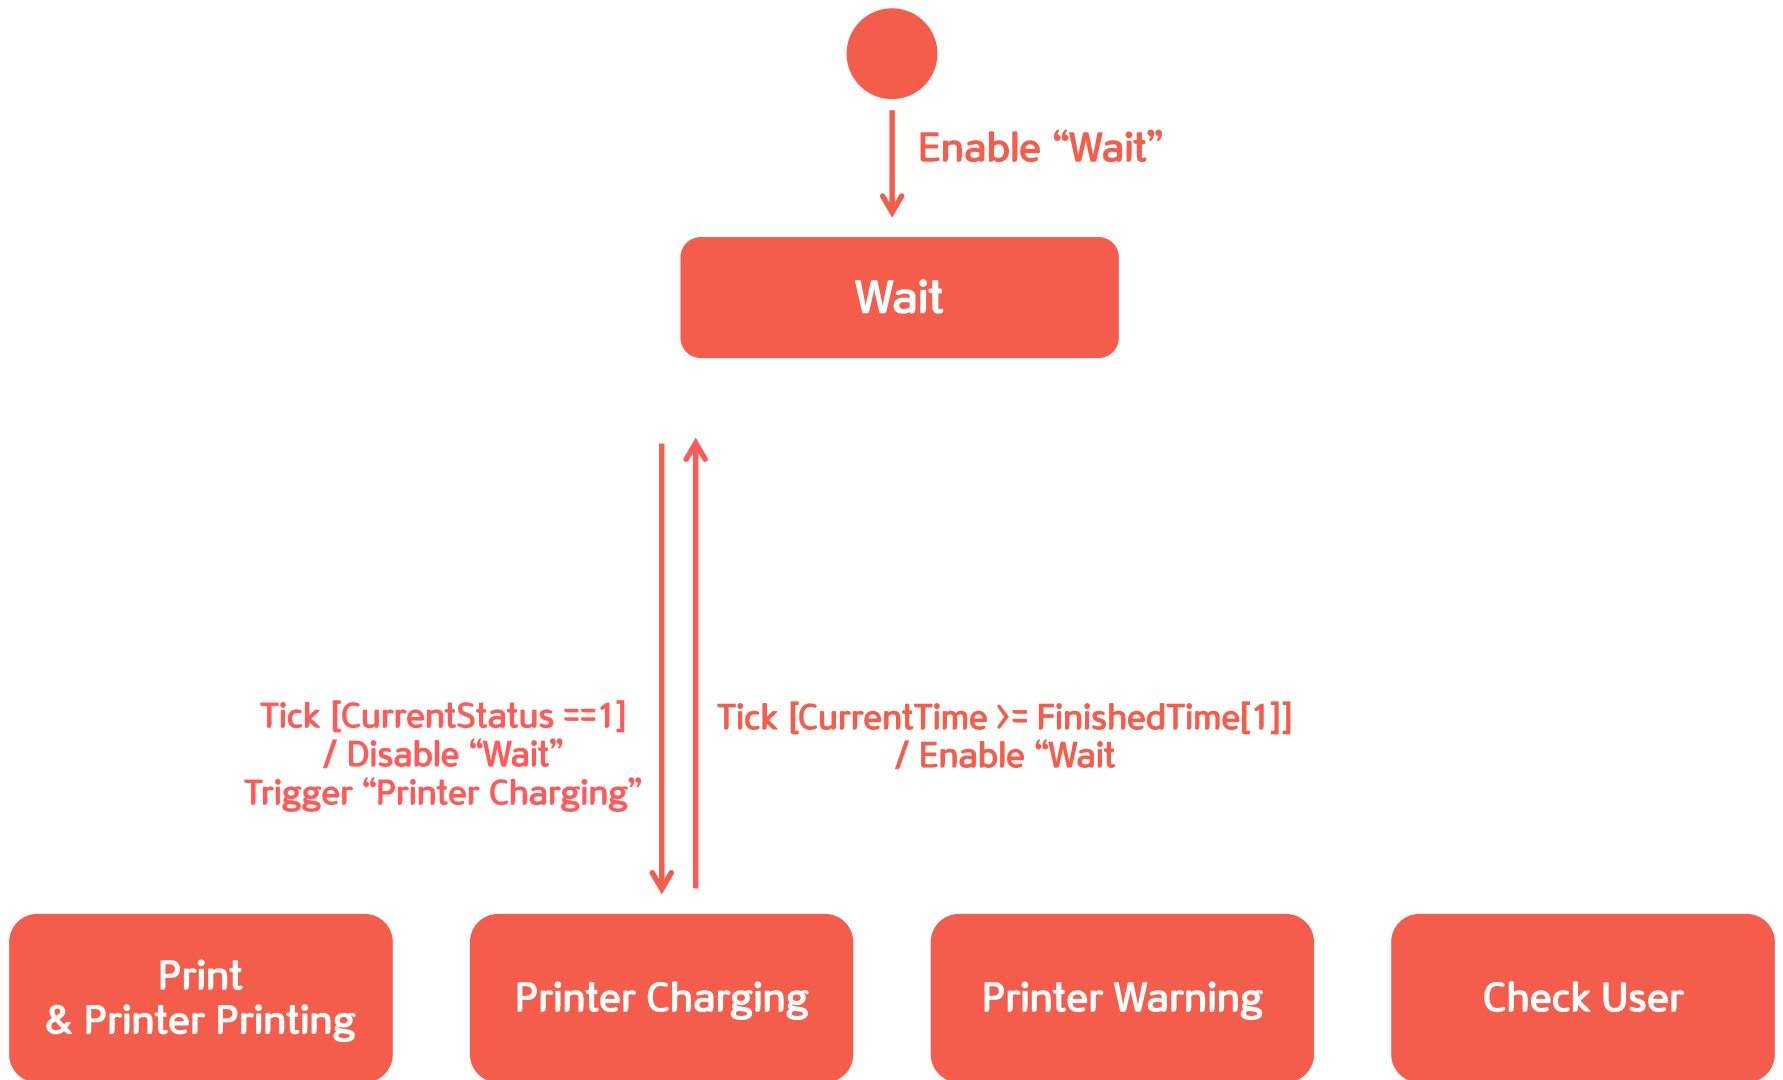 Enable “Wait”
Wait
Tick [CurrentStatus ==1]
/ Disable “Wait”
Trigger “Printer Charging”
Tick [CurrentTime >= FinishedTime[1]]
/ Enable “Wait
Print
& Printer Printing
Printer Charging
Printer Warning
Check User